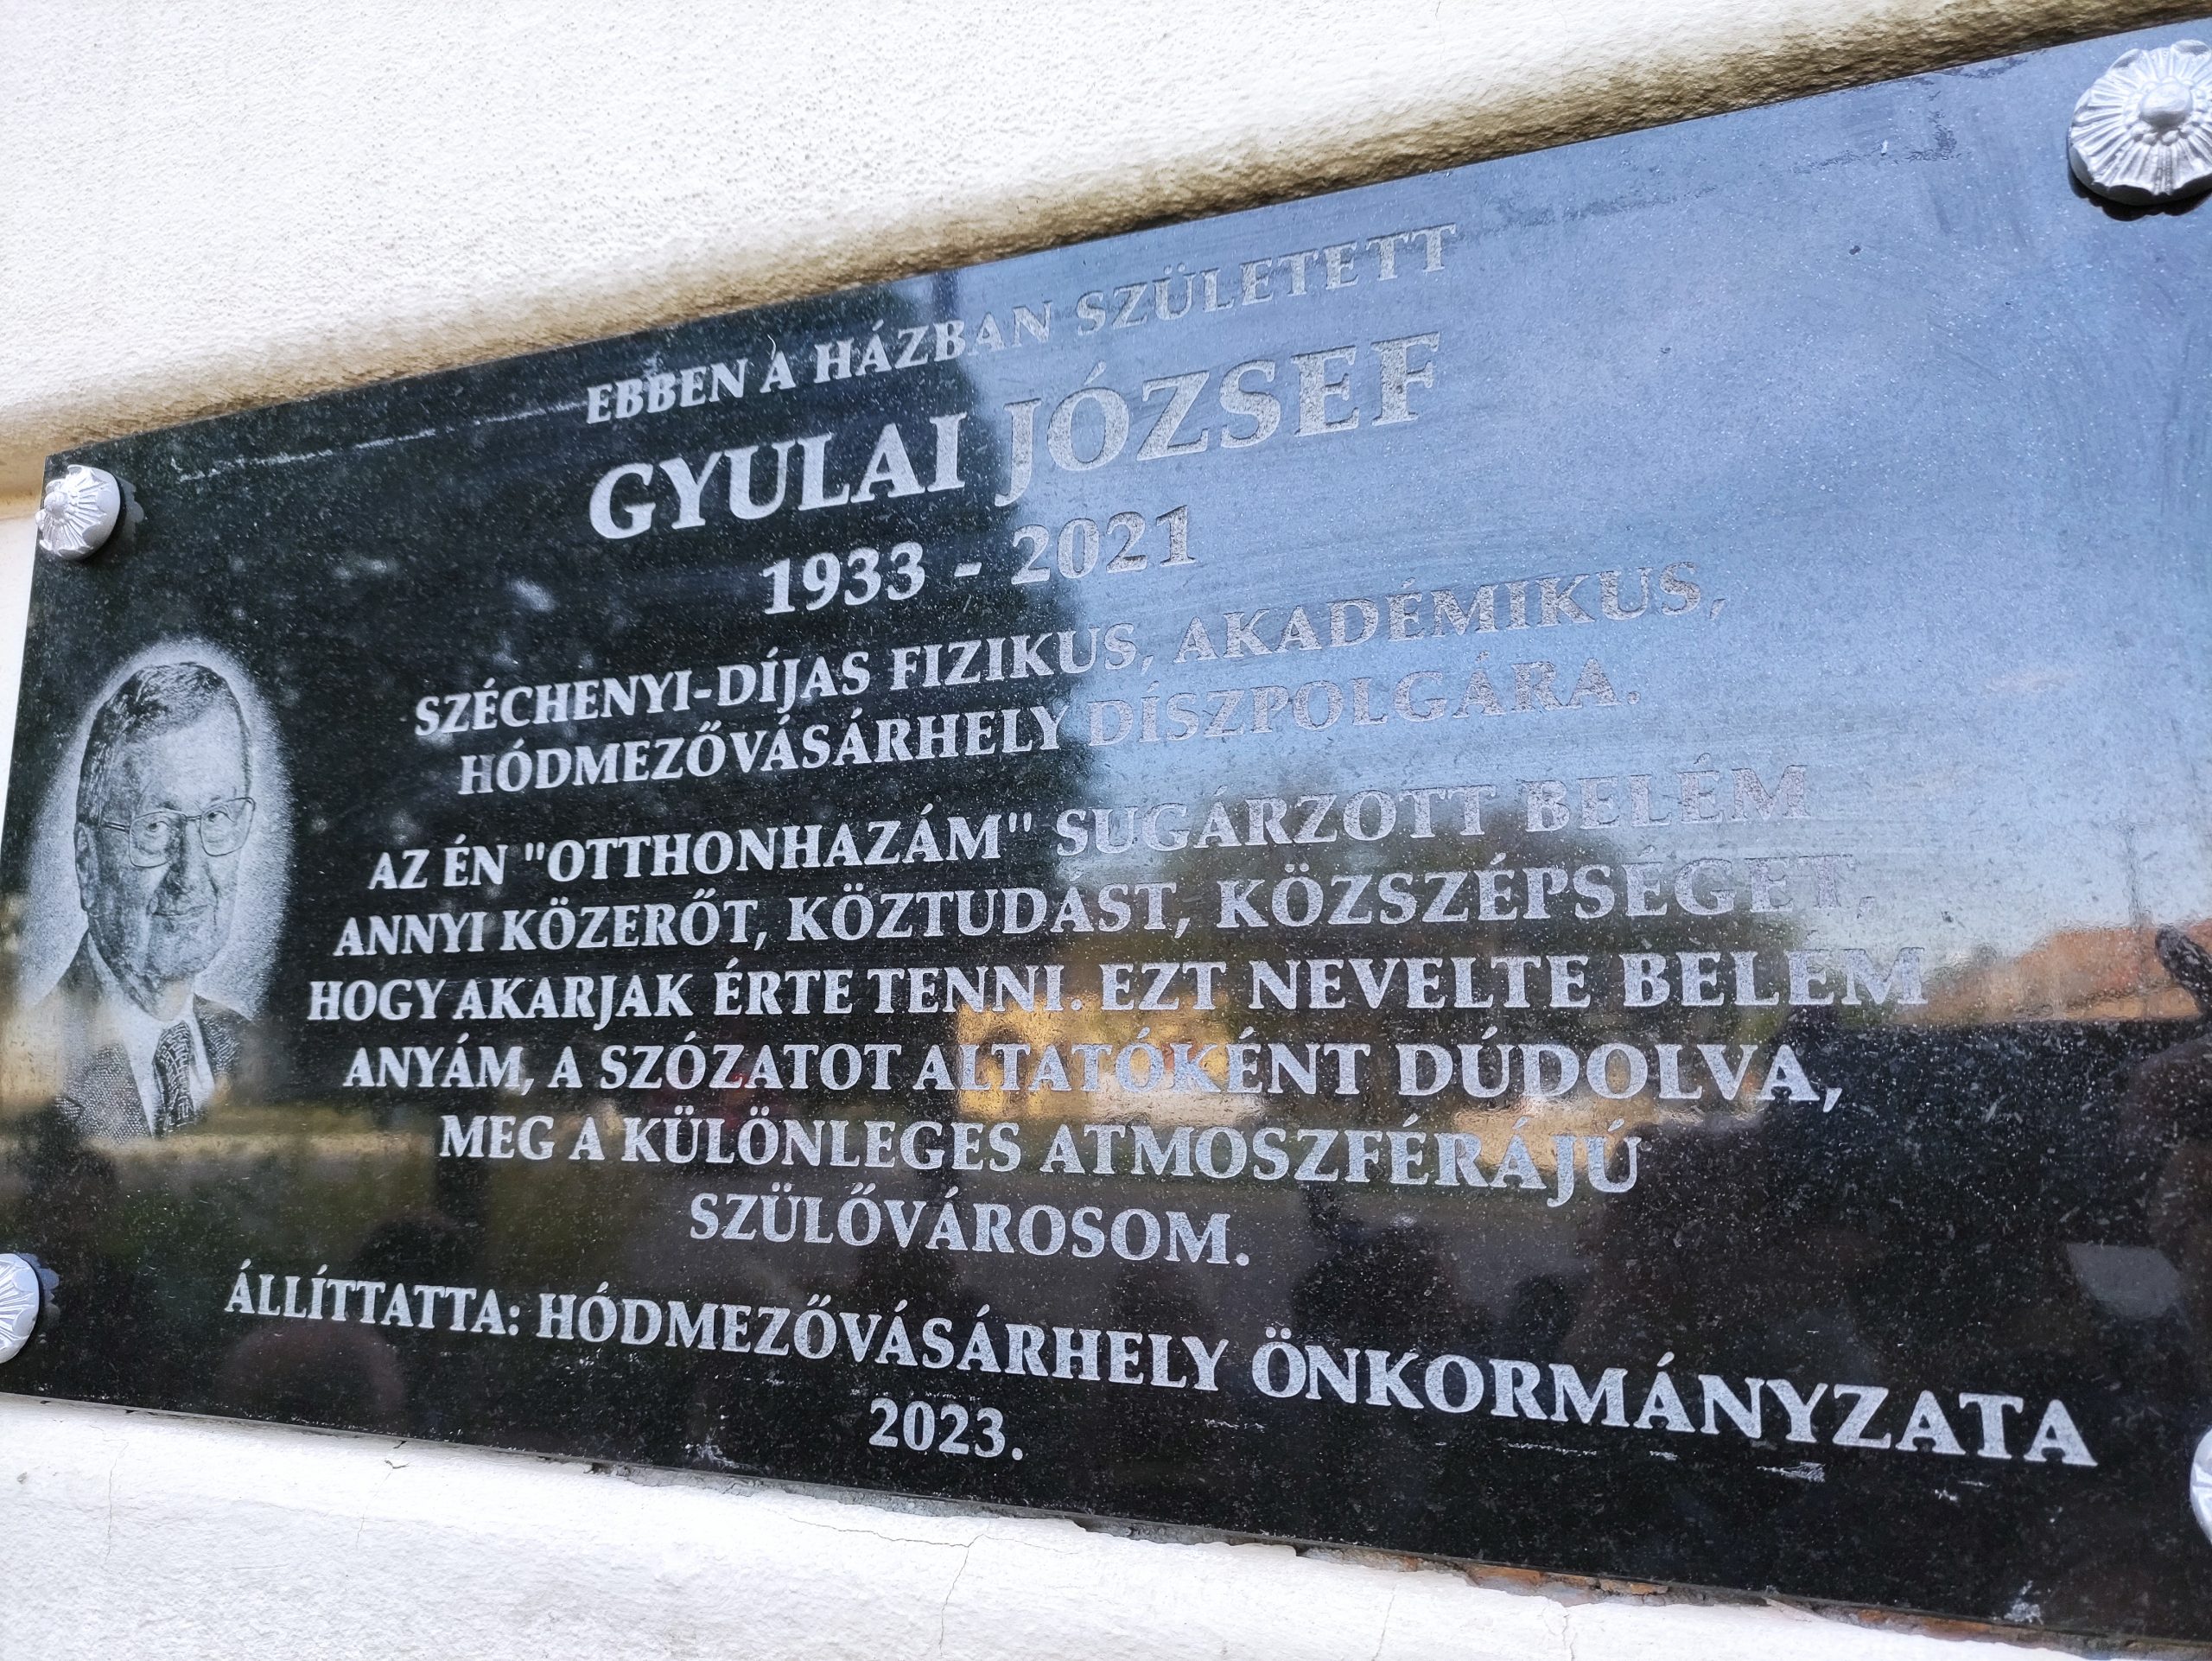 EBBEN A HÁZBAN SZÜLETETT
GYULAI JÓZSEF
1933 - 2021
SZÉCHENYI-DÍJAS FIZIKUS, AKADÉMIKUS,
HÓDMEZŐVÁSÁRHELY DÍSZPOLGÁRA.
AZ ÉN "OTTHONHAZÁM" SUGÁRZOTT BELÉM
ANNYI KÖZERŐT, KÖZTUDÁST, KÖZSZÉPSÉGET,
HOGY AKARJAK ÉRTE TENNI. EZT NEVELTE BELÉM
ANYÁM, A SZÓZATOT ALTATÓKÉNT DÚDOLVA,
MEG A KÜLÖNLEGES ATMOSZFÉRÁJÚ
SZÜLŐVÁROSOM.
ÁLLÍTTATTA: HÓDMEZŐVÁSÁRHELY ÖNKORMÁNYZATA
2023.